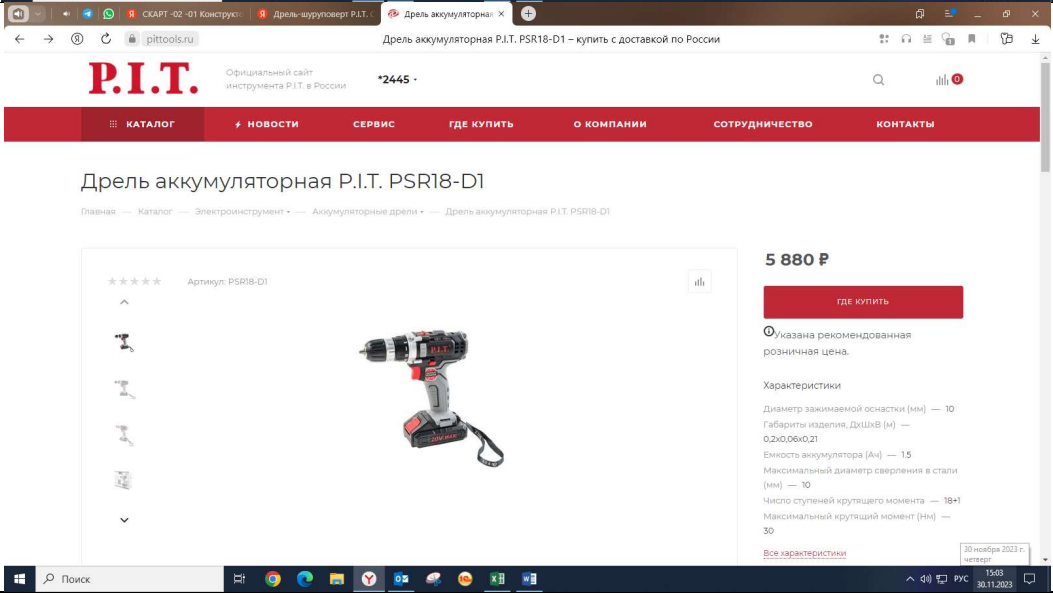 СКАРТ -02 -01 Конструкто
Дрель-шуруповерт P.I.T. С
Дрель аккумуляторная
pittools.ru
Дрель аккумуляторная P.I.T. PSR18-D1 – купить с доставкой по России
P.I.T.
Официальный сайт
инструмента P.I.T. в России
*2445
0
КАТАЛОГ
НОВОСТИ
СЕРВИС
ГДЕ КУПИТЬ
О КОМПАНИИ
СОТРУДНИЧЕСТВО
КОНТАКТЫ
Дрель аккумуляторная P.I.T. PSR18-D1
Главная — Каталог — Электроинструмент — Аккумуляторные дрели — Дрель аккумуляторная P.I.T. PSR18-D1
Артикул: PSR18-D1
P.I.T.
20V MAX
5 880 ₽
ГДЕ КУПИТЬ
Указана рекомендованная
розничная цена.
Характеристики
Диаметр зажимаемой оснастки (мм) — 10
Габариты изделия, ДхШхВ (м) —
0,2х0,06х0,21
Емкость аккумулятора (Ач) — 1.5
Максимальный диаметр сверления в стали
(мм) — 10
Число ступеней крутящего момента — 18+1
Максимальный крутящий момент (Нм) —
30
Все характеристики
30 ноября 2023 г.
четверг
Поиск
РУС
15:03
30.11.2023